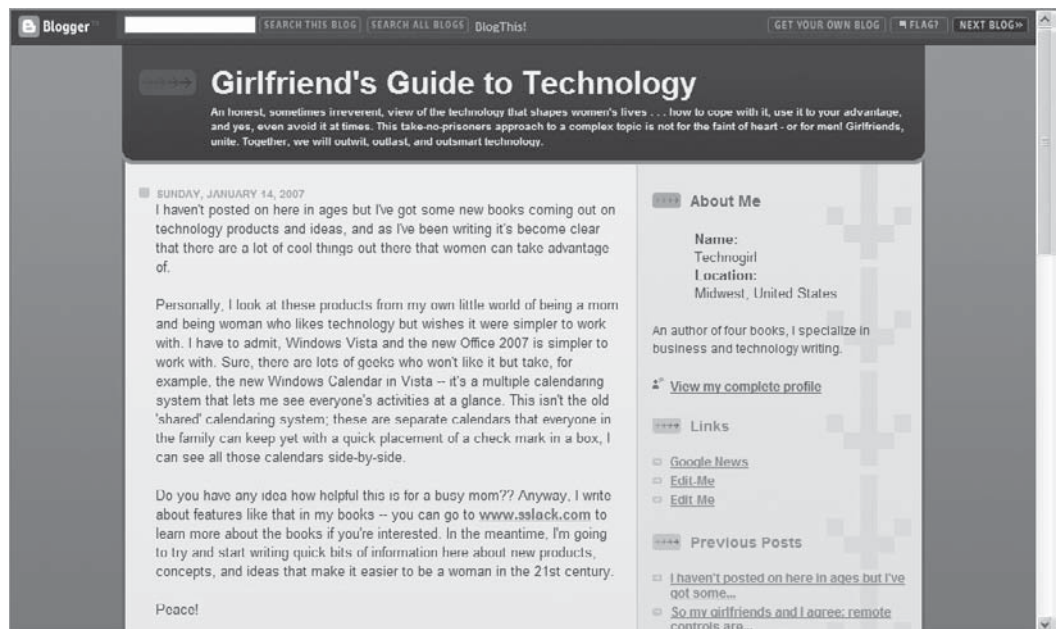 Blogger
SEARCH THIS BLOG
SEARCH ALL BLOGS
BlogThis!
GET YOUR OWN BLOG
FLAG?
NEXT BLOG»
Girlfriend's Guide to Technology
An honest, sometimes irreverent, view of the technology that shapes women's lives . . . how to cope with it, use it to your advantage,
and yes, even avoid it at times. This take-no-prisoners approach to a complex topic is not for the faint of heart - or for men! Girlfriends,
unite. Together, we will outwit, outlast, and outsmart technology.
SUNDAY, JANUARY 14, 2007
I haven't posted on here in ages but I've got some new books coming out on
technology products and ideas, and as I've been writing it's become clear
that there are a lot of cool things out there that women can take advantage
of.
Personally, I look at these products from my own little world of being a mom
and being woman who likes technology but wishes it were simpler to work
with. I have to admit, Windows Vista and the new Office 2007 is simpler to
work with. Sure, there are lots of geeks who won't like it but take, for
example, the new Windows Calendar in Vista -- it's a multiple calendaring
system that lets me see everyone's activities at a glance. This isn't the old
'shared' calendaring system; these are separate calendars that everyone in
the family can keep yet with a quick placement of a check mark in a box, I
can see all those calendars side-by-side.
Do you have any idea how helpful this is for a busy mom?? Anyway, I write
about features like that in my books -- you can go to www.sslack.com to
learn more about the books if you're interested. In the meantime, I'm going
to try and start writing quick bits of information here about new products,
concepts, and ideas that make it easier to be a woman in the 21st century.
Peace!
About Me
Name:
Technogirl
Location:
Midwest, United States
An author of four books, I specialize in
business and technology writing.
View my complete profile
Links
Google News
Edit-Me
Edit Me
Previous Posts
I haven't posted on here in ages but I've
got some...
So my girlfriends and I agree: remote
controls are...